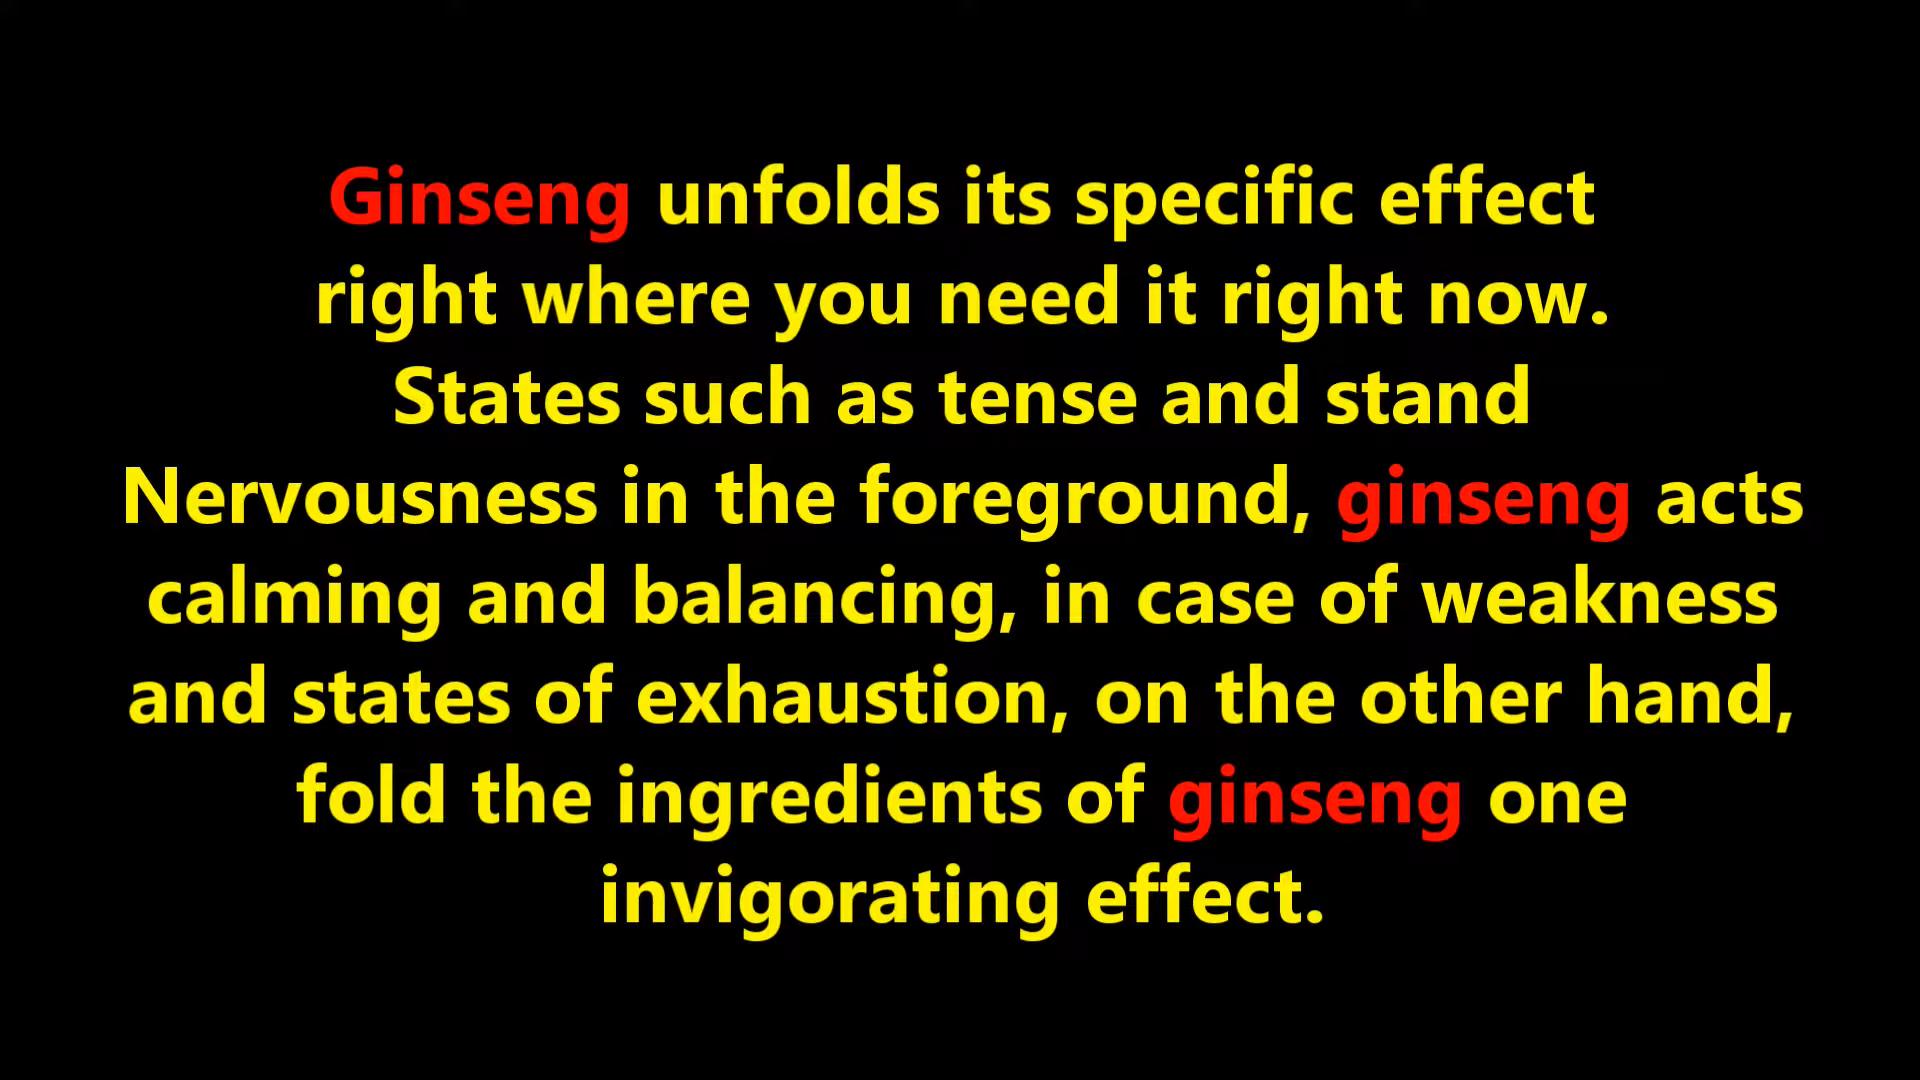 Ginseng unfolds its specific effect
right where you need it right now.
States such as tense and stand
Nervousness in the foreground, ginseng acts
calming and balancing, in case of weakness
and states of exhaustion, on the other hand,
fold the ingredients of ginseng one
invigorating effect.